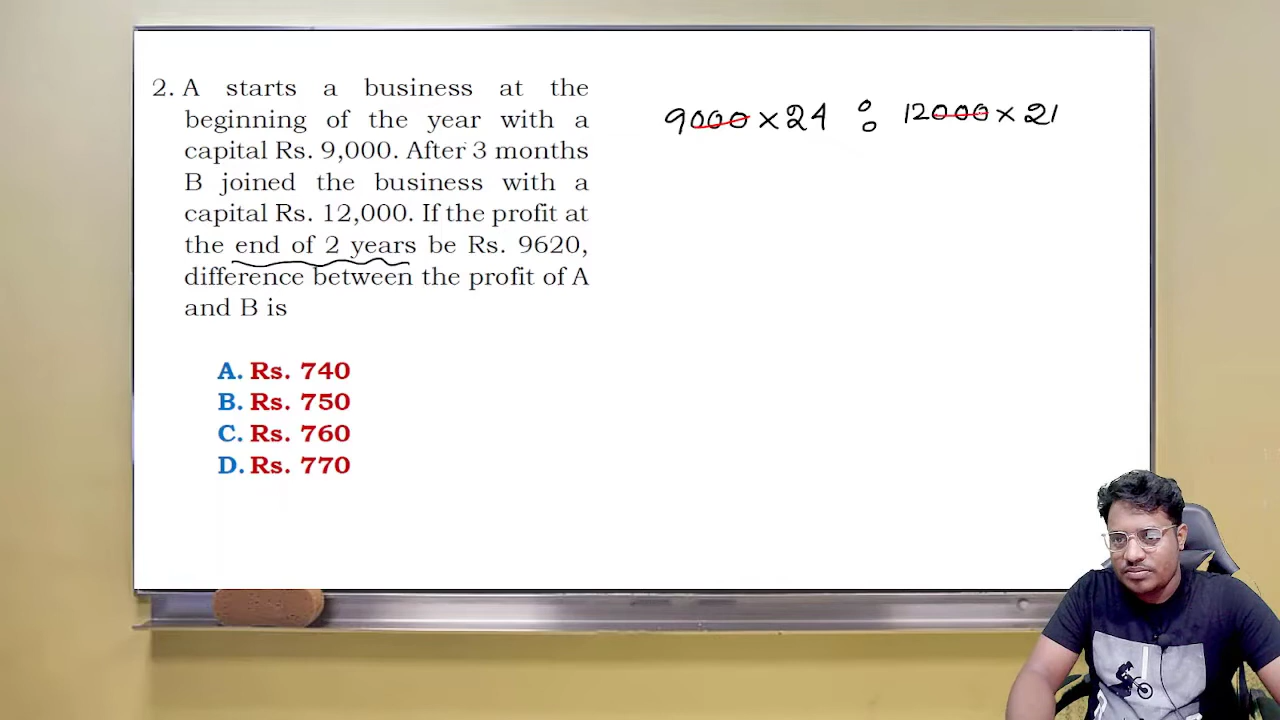 2. A starts a business at the
beginning of the year with a
capital Rs. 9,000. After 3 months
B joined the business with a
capital Rs. 12,000. If the profit at
the end of 2 years be Rs. 9620,
difference between the profit of A
and B is
A. Rs. 740
B. Rs. 750
C. Rs. 760
D. Rs. 770
9000 × 24 : 12000 × 21